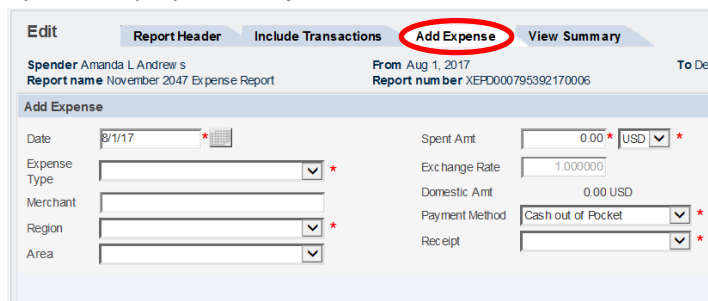 Edit Report Header Include Transactions Add Expense View Summary
Spender Amanda L Andrews From Aug 1, 2017 To De
Report name November 2047 Expense Report Report number XEPD000795392170006
Add Expense
Date 8/1/17 * Spent Amt 0.00 * USD *
Expense Type * Exchange Rate 1.000000
Merchant Domestic Amt 0.00 USD
Region * Payment Method Cash out of Pocket *
Area Receipt *